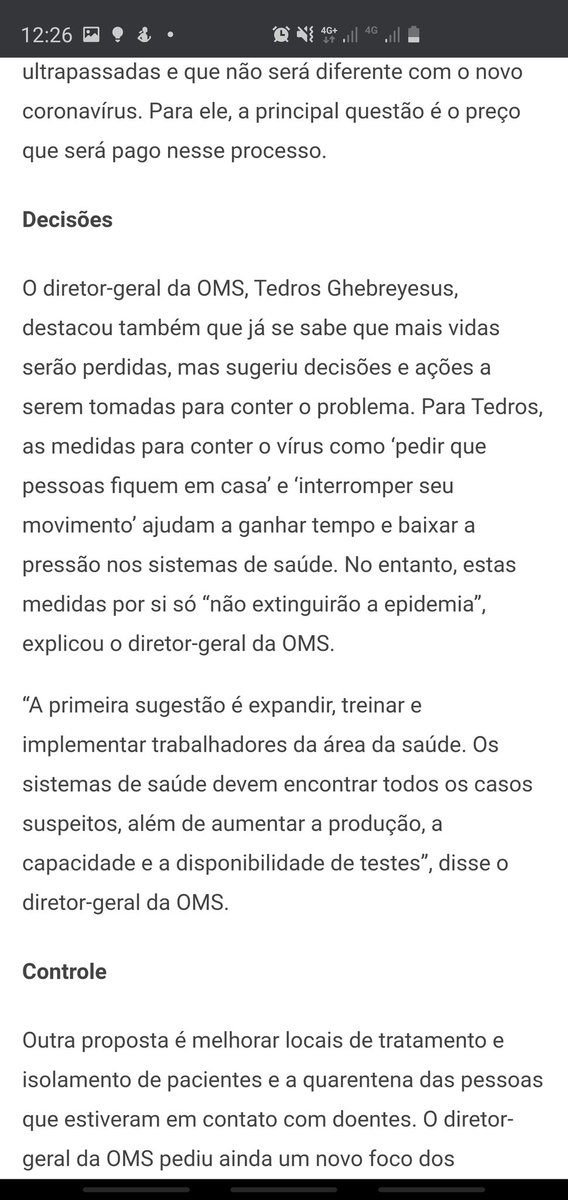 12:26
4G+
4G
ultrapassadas e que não será diferente com o novo
coronavírus. Para ele, a principal questão é o preço
que será pago nesse processo.
Decisões
O diretor-geral da OMS, Tedros Ghebreyesus,
destacou também que já se sabe que mais vidas
serão perdidas, mas sugeriu decisões e ações a
serem tomadas para conter o problema. Para Tedros,
as medidas para conter o vírus como ‘pedir que
pessoas fiquem em casa’ e ‘interromper seu
movimento’ ajudam a ganhar tempo e baixar a
pressão nos sistemas de saúde. No entanto, estas
medidas por si só “não extinguirão a epidemia”,
explicou o diretor-geral da OMS.
“A primeira sugestão é expandir, treinar e
implementar trabalhadores da área da saúde. Os
sistemas de saúde devem encontrar todos os casos
suspeitos, além de aumentar a produção, a
capacidade e a disponibilidade de testes”, disse o
diretor-geral da OMS.
Controle
Outra proposta é melhorar locais de tratamento e
isolamento de pacientes e a quarentena das pessoas
que estiveram em contato com doentes. O diretor-
geral da OMS pediu ainda um novo foco dos